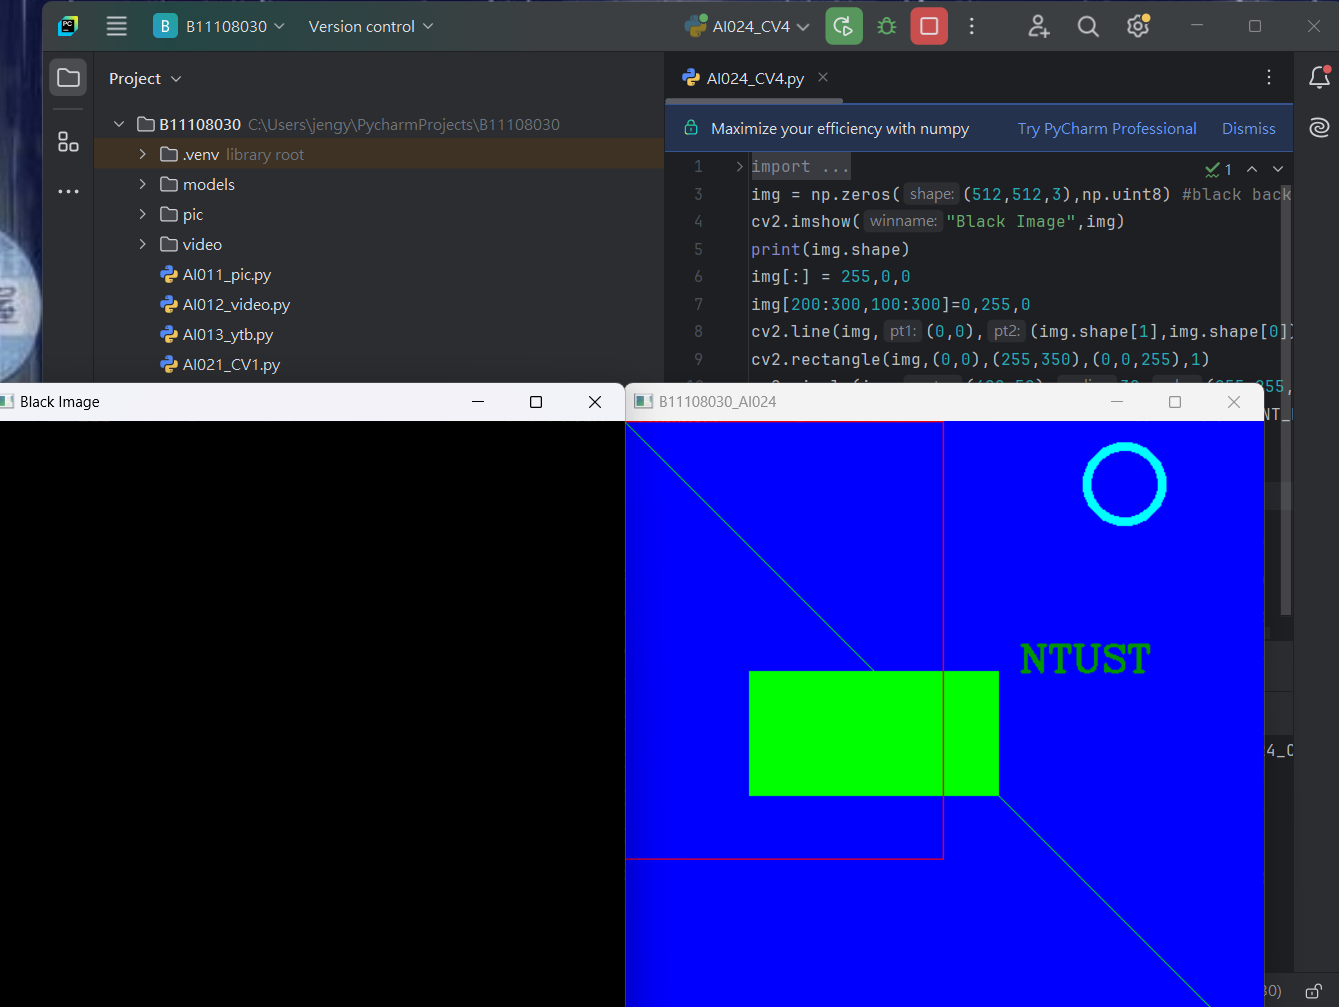 B B11108030 Version control AI024_CV4
Project
AI024_CV4.py
B11108030 C:\Users\jengy\PycharmProjects\B11108030
Maximize your efficiency with numpy Try PyCharm Professional Dismiss
.venv library root
models
pic
video
AI011_pic.py
AI012_video.py
AI013_ytb.py
AI021_CV1.py
1 import ... 1
3 img = np.zeros( shape: (512,512,3),np.uint8) #black back
4 cv2.imshow( winname: "Black Image",img)
5 print(img.shape)
6 img[:] = 255,0,0
7 img[200:300,100:300]=0,255,0
8 cv2.line(img, pt1: (0,0), pt2: (img.shape[1],img.shape[0])
9 cv2.rectangle(img,(0,0),(255,350),(0,0,255),1)
Black Image
B11108030_AI024
NTUST
4_C